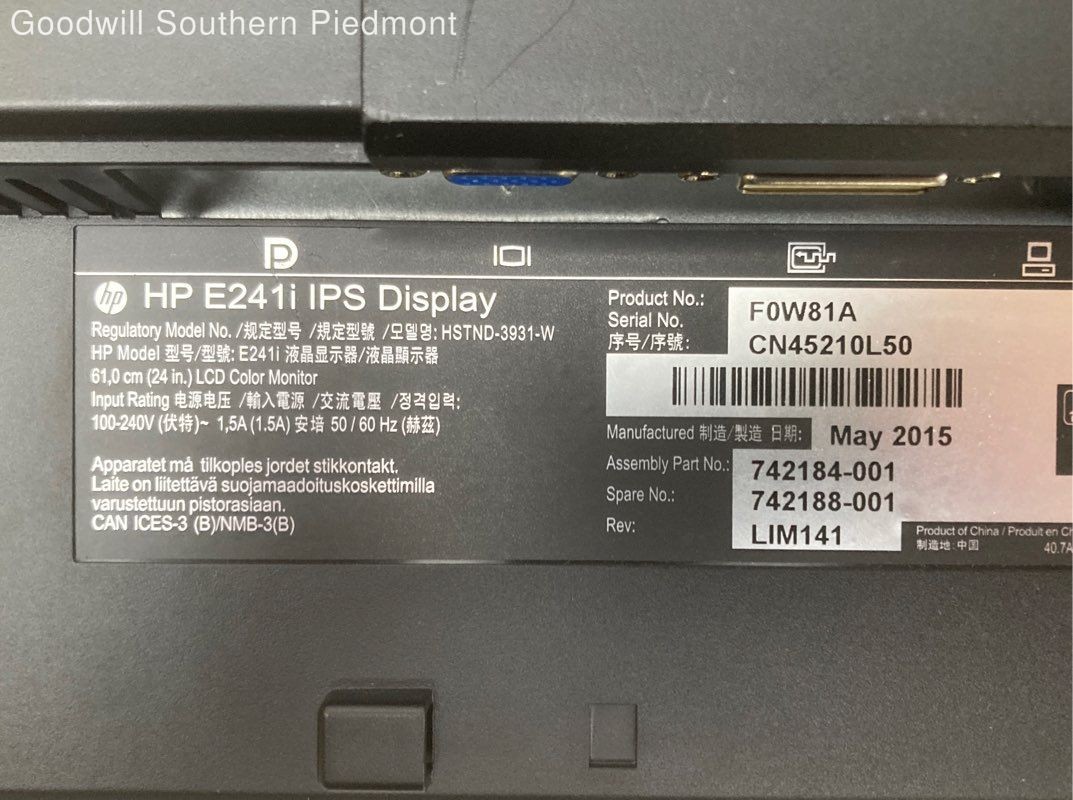 Goodwill Southern Piedmont
hp HP E241i IPS Display
Regulatory Model No. /规定型号 /規定型號 /모델명: HSTND-3931-W
HP Model 型号/型號: E241i 液晶显示器/液晶顯示器
61,0 cm (24 in.) LCD Color Monitor
Input Rating 电源电压 /輸入電源 /交流電壓 /정격입력:
100-240V (伏特)~ 1,5A (1.5A) 安培 50 / 60 Hz (赫兹)
Apparatet må tilkoples jordet stikkontakt.
Laite on liitettävä suojamaadoituskoskettimilla
varustettuun pistorasiaan.
CAN ICES-3 (B)/NMB-3(B)
Product No.: F0W81A
Serial No.
序号/序號: CN45210L50
Manufactured 制造/製造 日期: May 2015
Assembly Part No.: 742184-001
Spare No.: 742188-001
Rev: LIM141
Product of China / Produit en
制造地: 中国